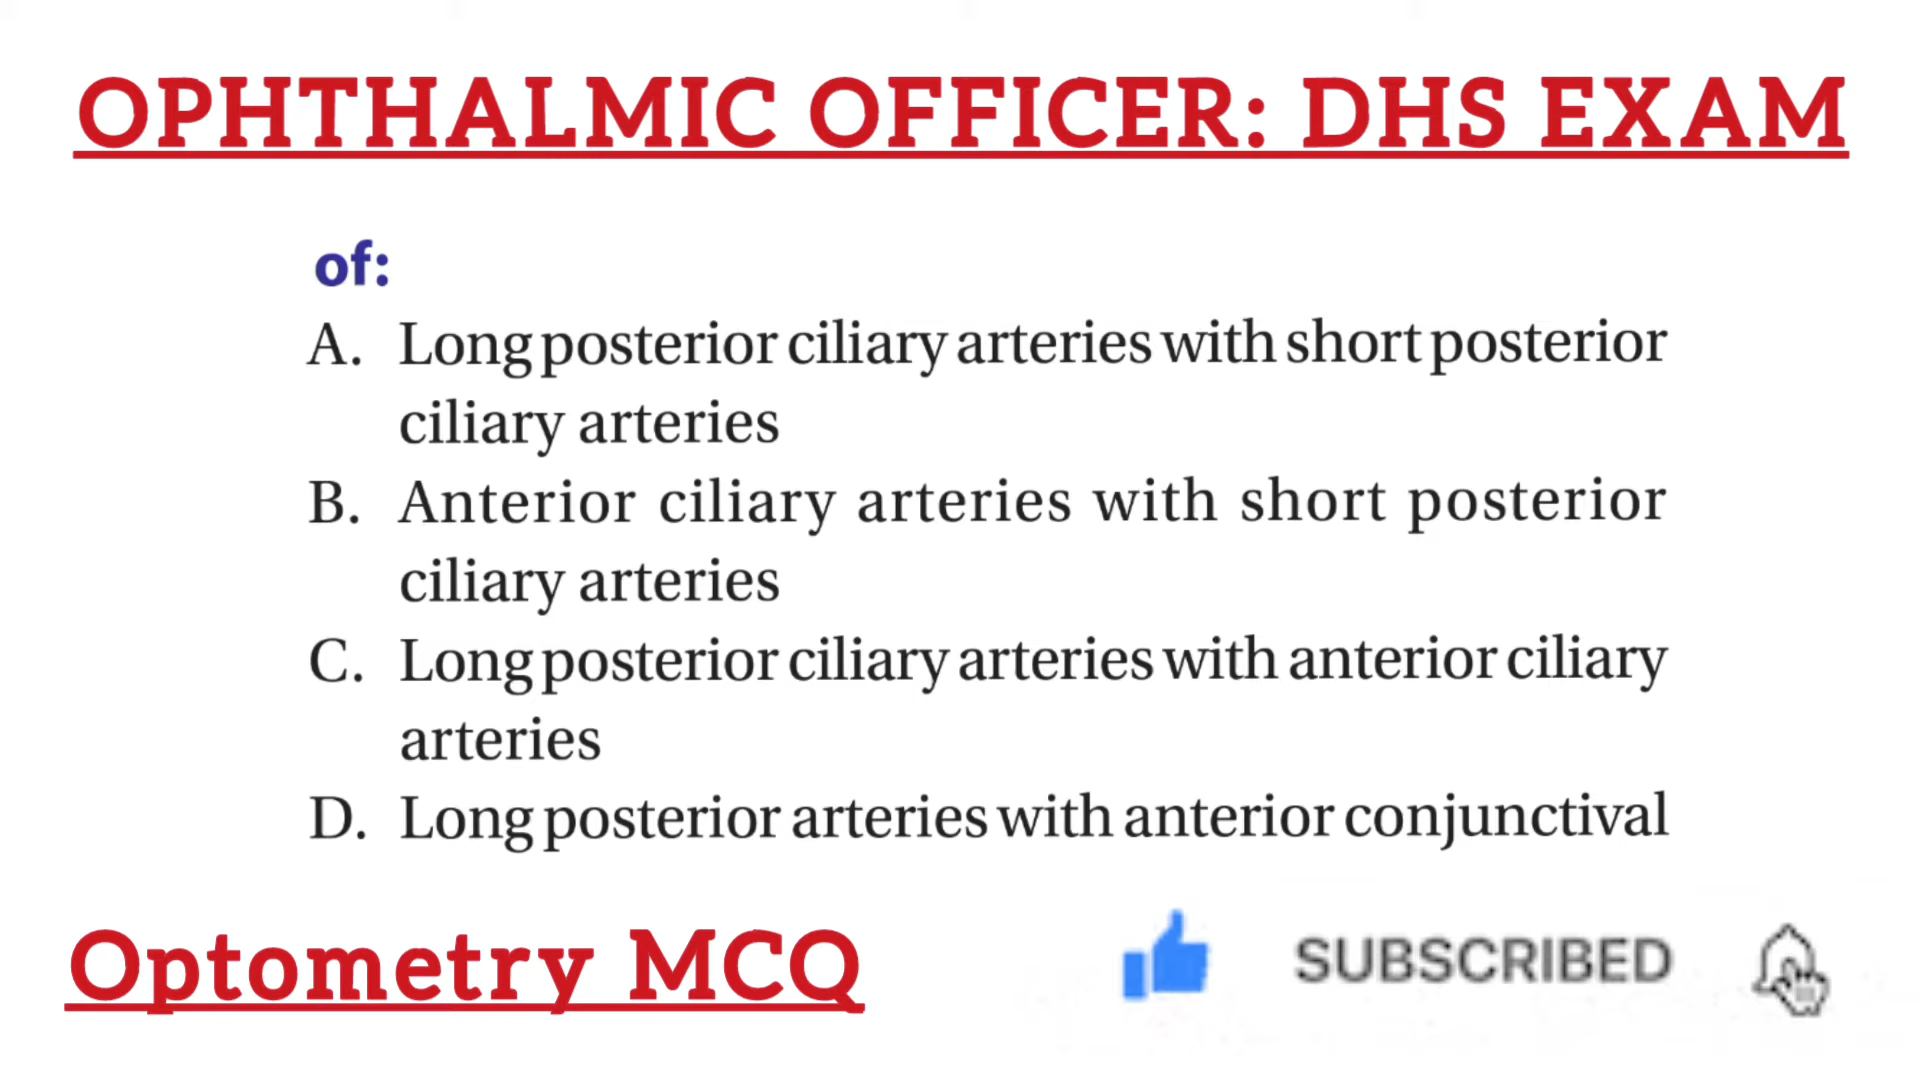 OPHTHALMIC OFFICER: DHS EXAM
of:
A. Long posterior ciliary arteries with short posterior
ciliary arteries
B. Anterior ciliary arteries with short posterior
ciliary arteries
C. Long posterior ciliary arteries with anterior ciliary
arteries
D. Long posterior arteries with anterior conjunctival
Optometry MCQ
SUBSCRIBED